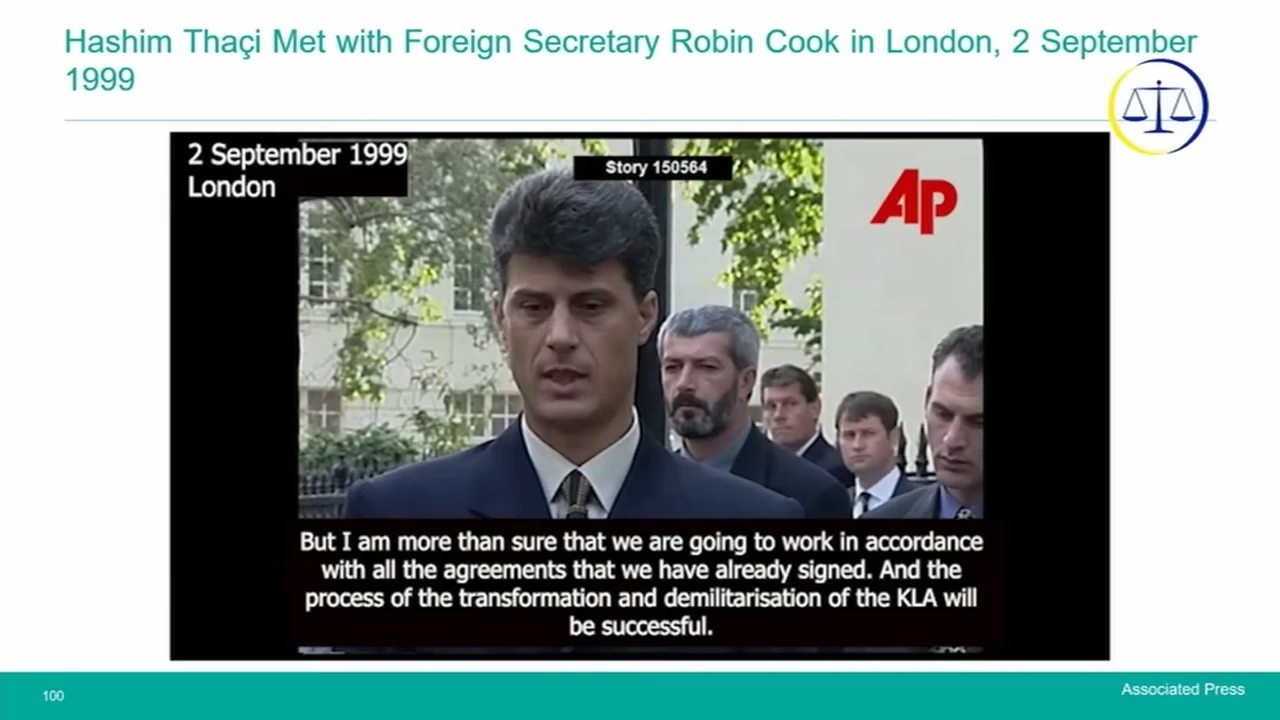 Hashim Thaçi Met with Foreign Secretary Robin Cook in London, 2 September
1999
2 September 1999
London
Story 150564
AP
But I am more than sure that we are going to work in accordance
with all the agreements that we have already signed. And the
process of the transformation and demilitarisation of the KLA will
be successful.
100
Associated Press